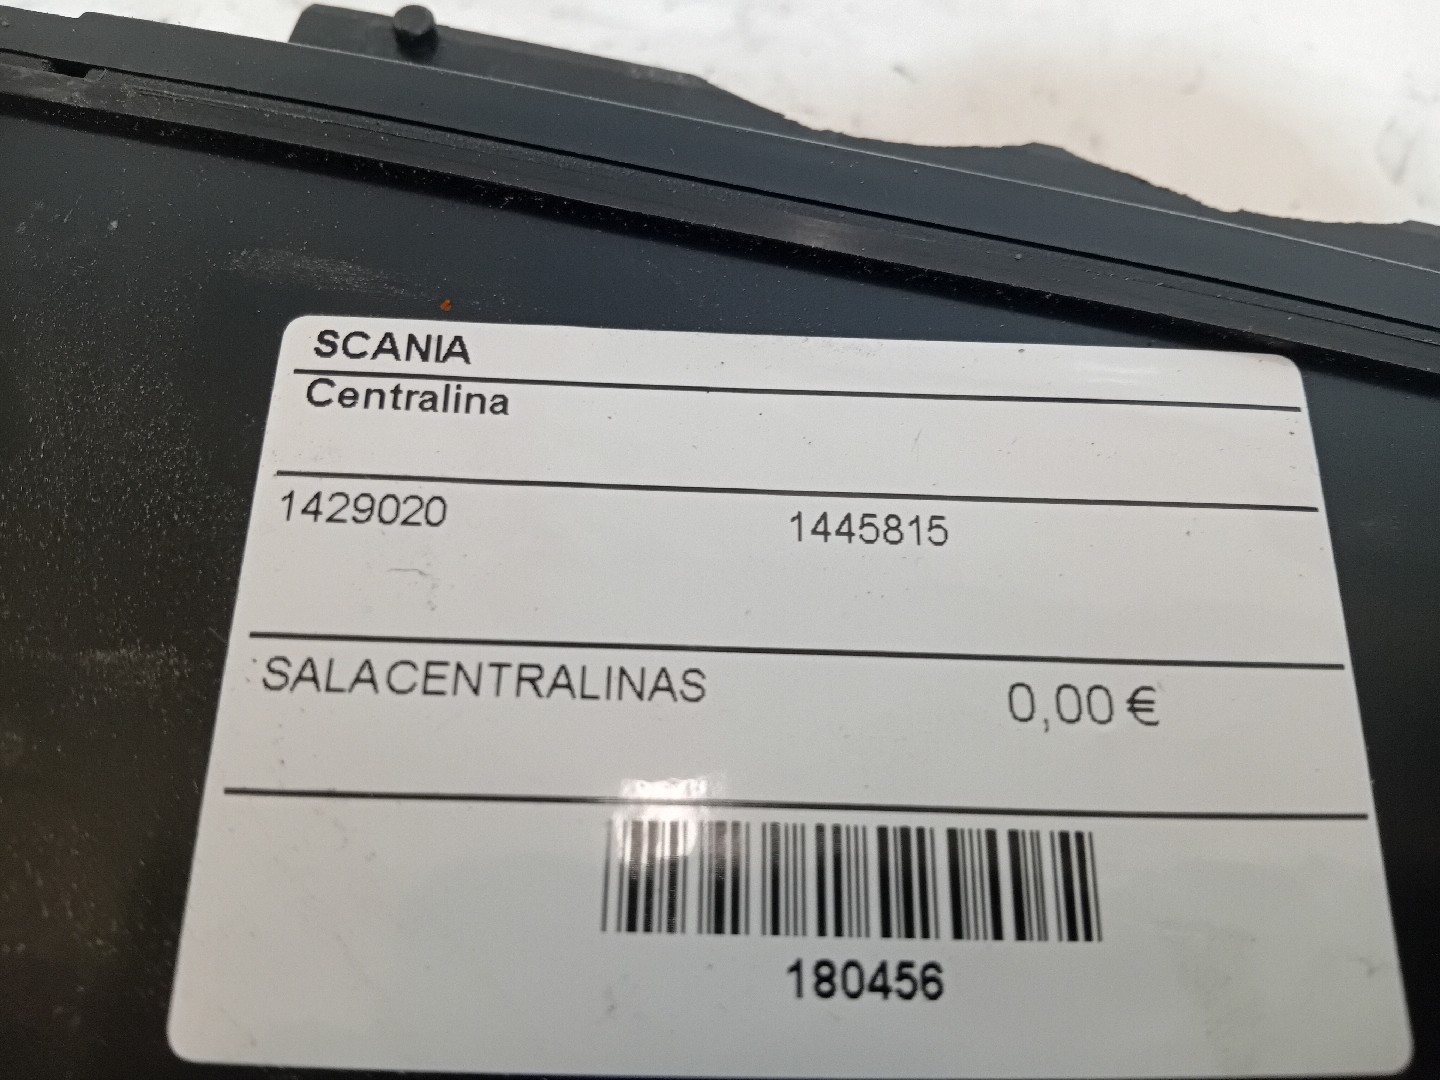 SCANIA
Centralina
1429020 1445815
SALACENTRALINAS 0,00 €
180456